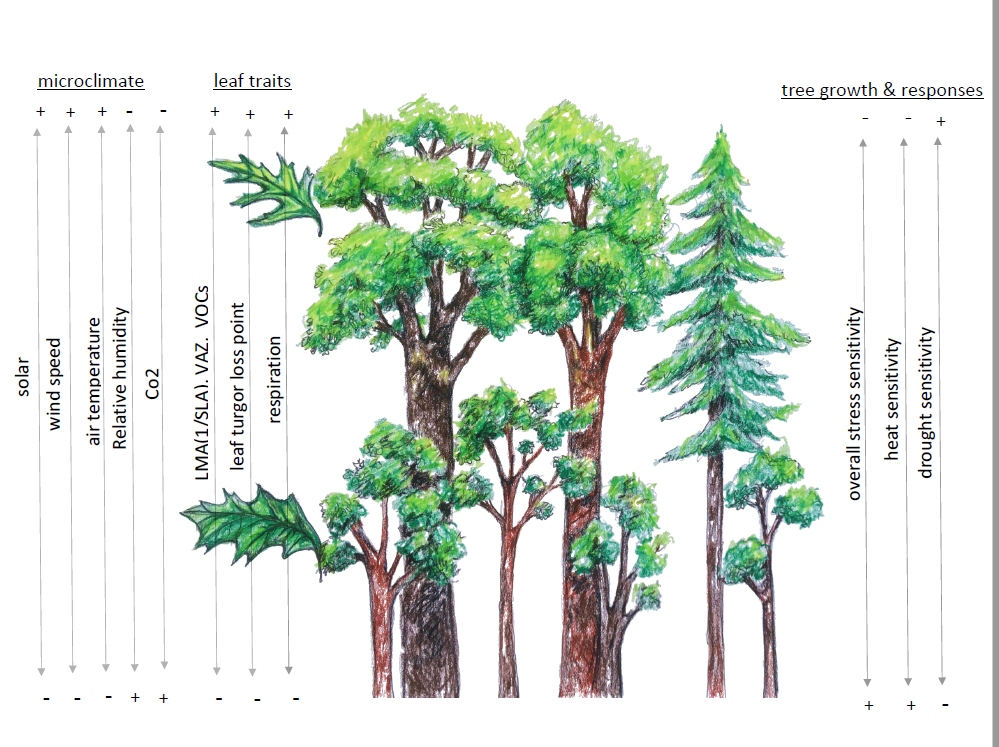 microclimate
+ + + - -
solar
wind speed
air temperature
Relative humidity
Co2
- - - + +
leaf traits
+ + +
LMA(1/SLA). VAZ. VOCs
leaf turgor loss point
respiration
- - -
tree growth & responses
- - +
overall stress sensitivity
heat sensitivity
drought sensitivity
+ + -